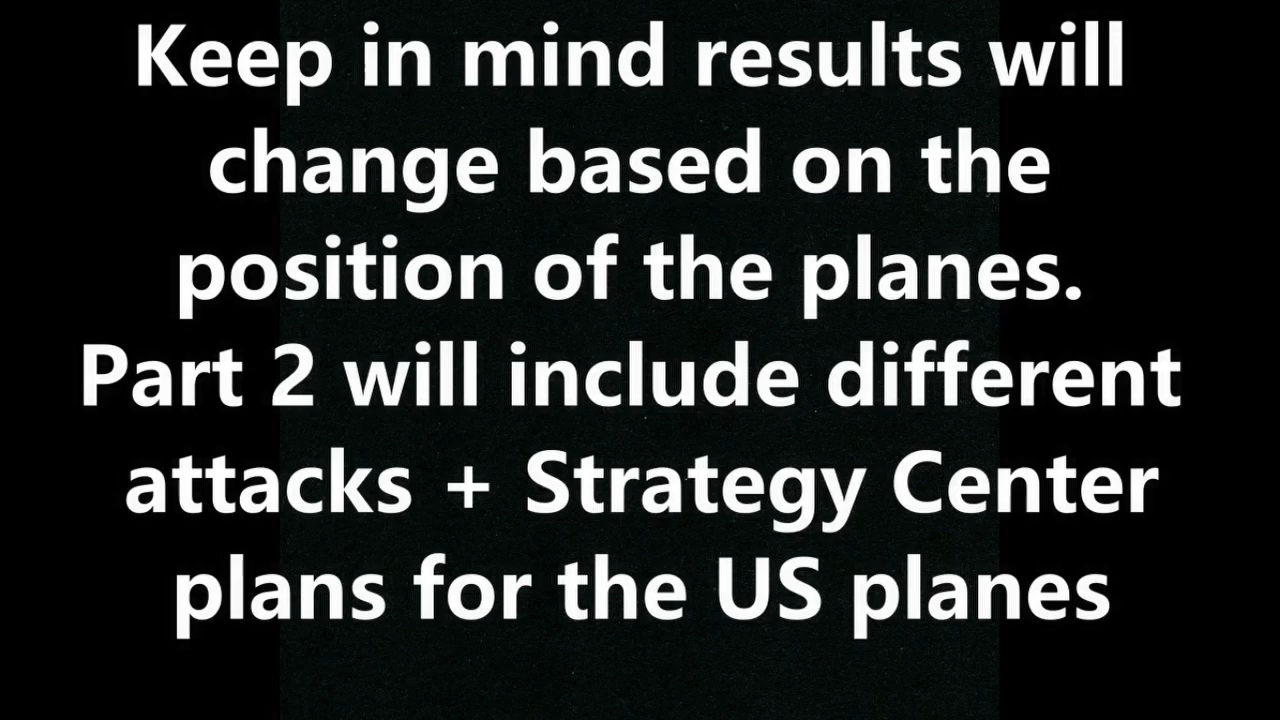 Keep in mind results will
change based on the
position of the planes.
Part 2 will include different
attacks + Strategy Center
plans for the US planes